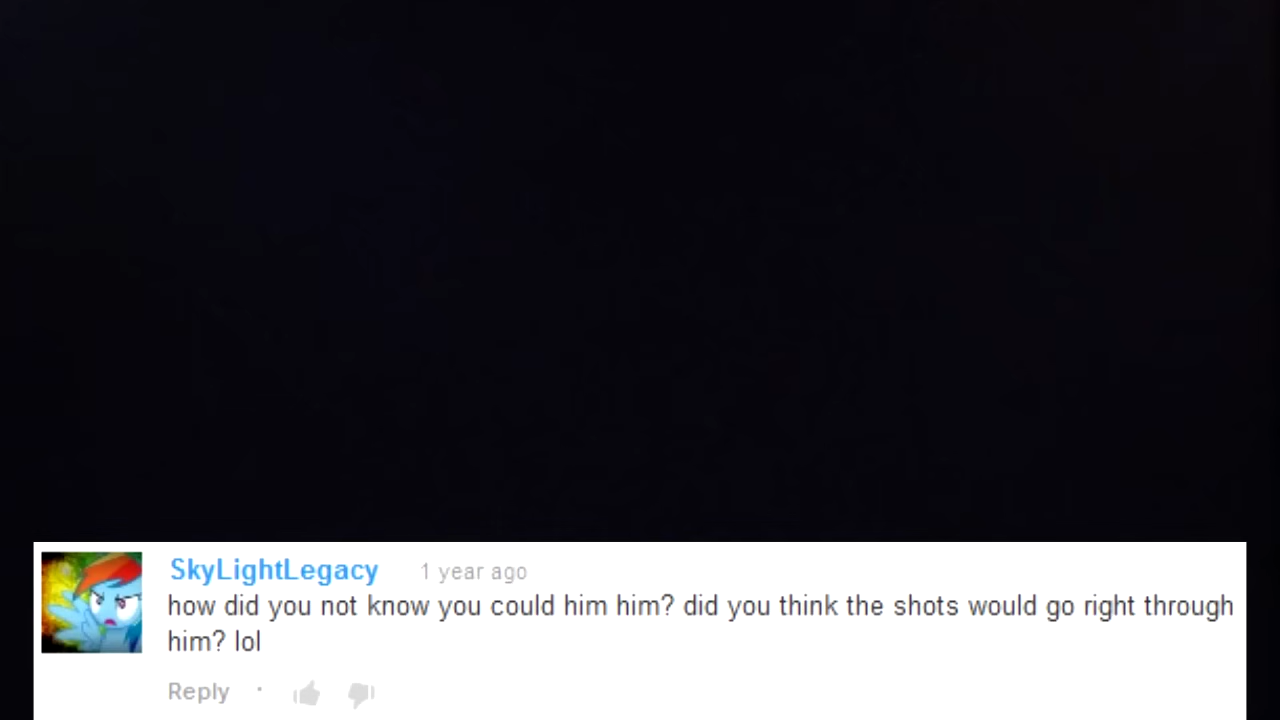 SkyLightLegacy 1 year ago
how did you not know you could him him? did you think the shots would go right through
him? lol
Reply ·